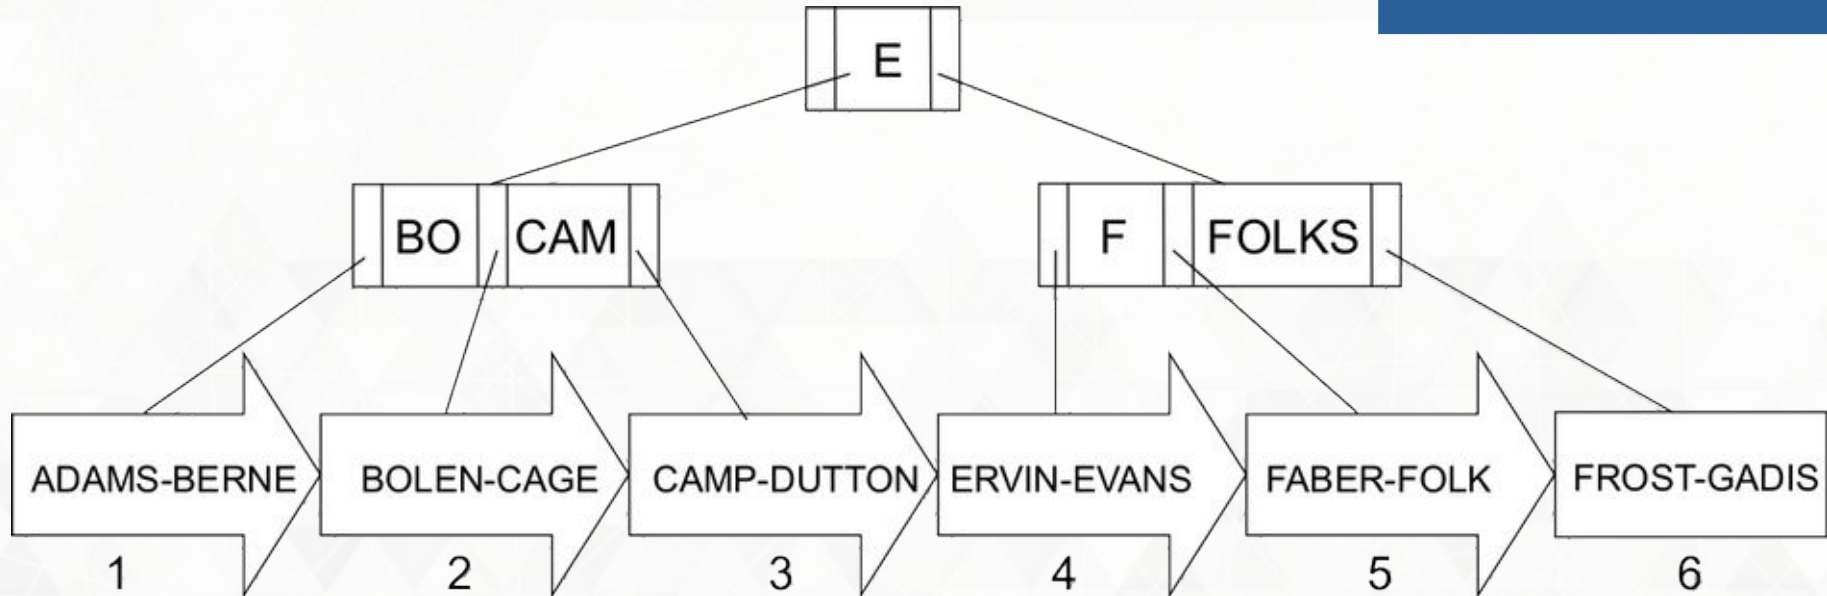 E
BO CAM
F FOLKS
ADAMS-BERNE
BOLEN-CAGE
CAMP-DUTTON
ERVIN-EVANS
FABER-FOLK
FROST-GADIS
1
2
3
4
5
6